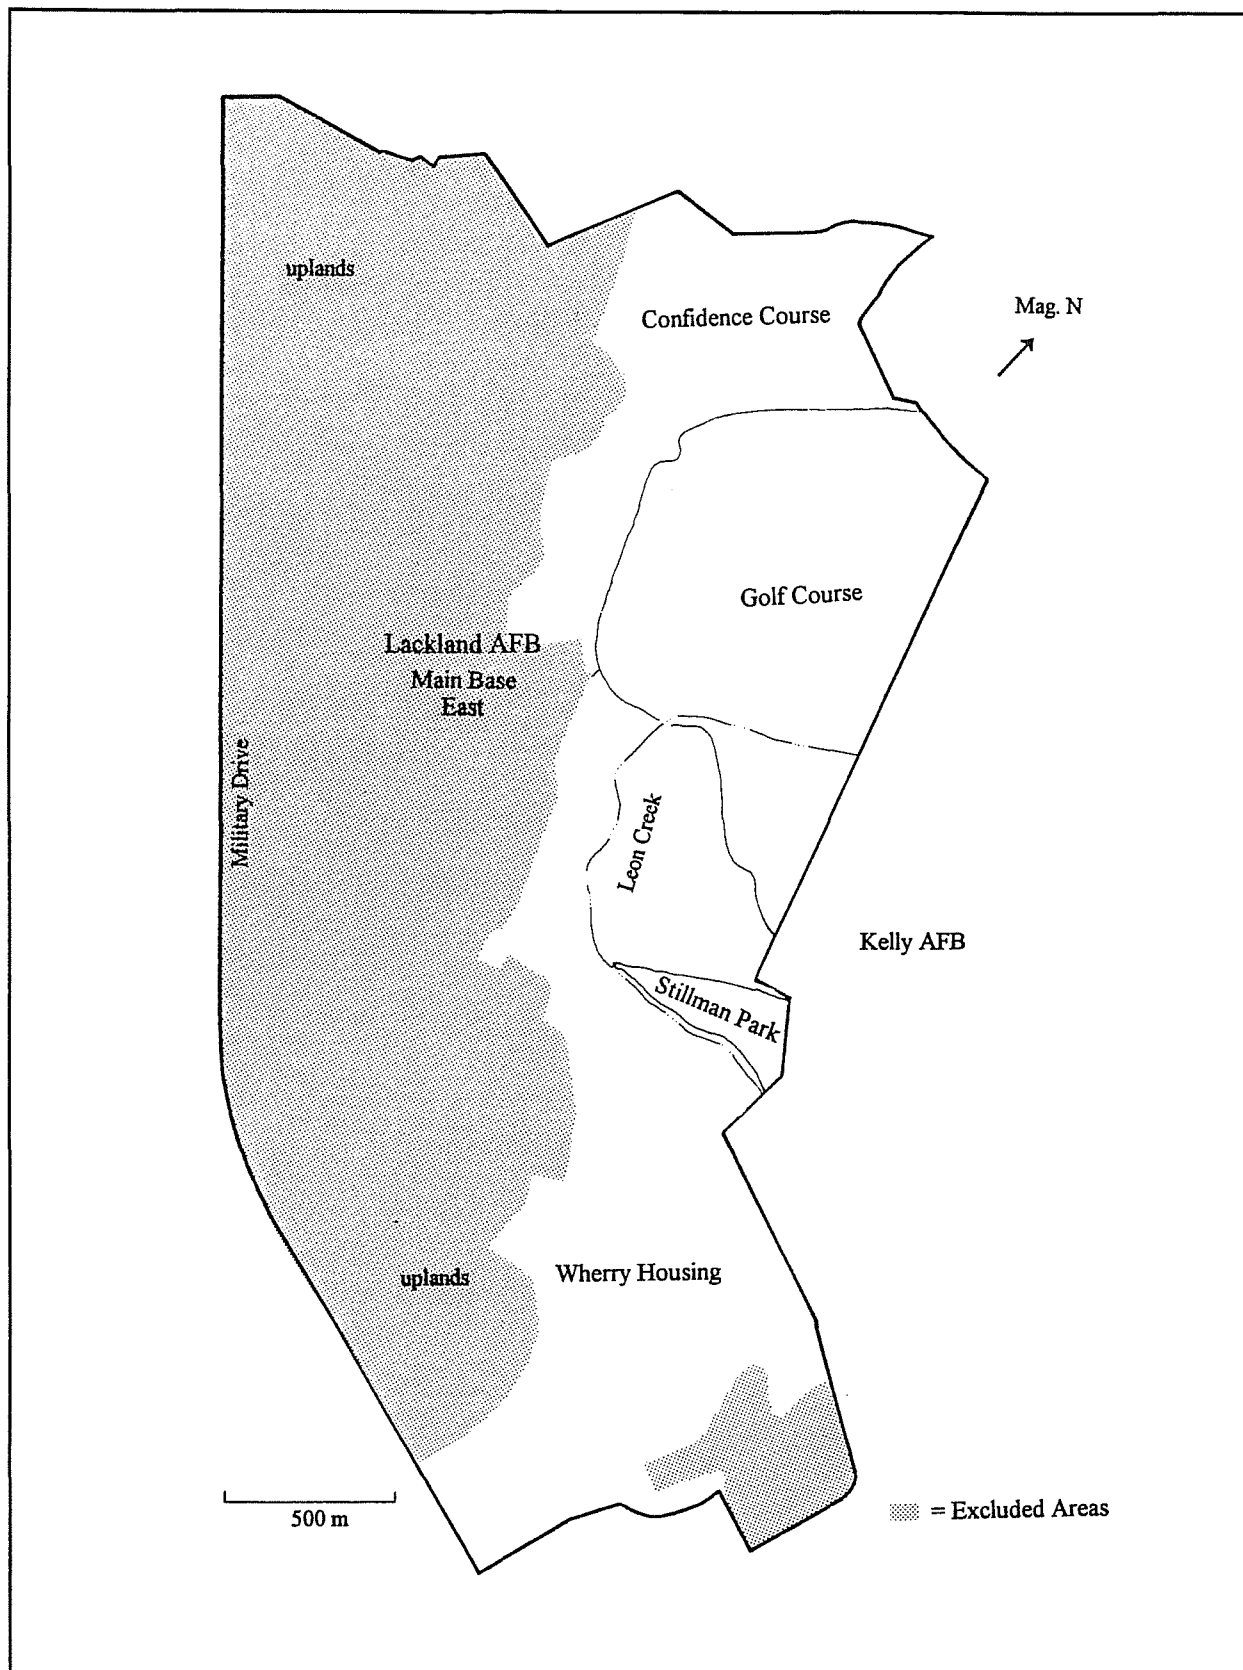 uplands
Confidence Course
Mag. N
Golf Course
Lackland AFB
Main Base
East
Military Drive
Leon Creek
Kelly AFB
Stillman Park
uplands
Wherry Housing
500 m
= Excluded Areas